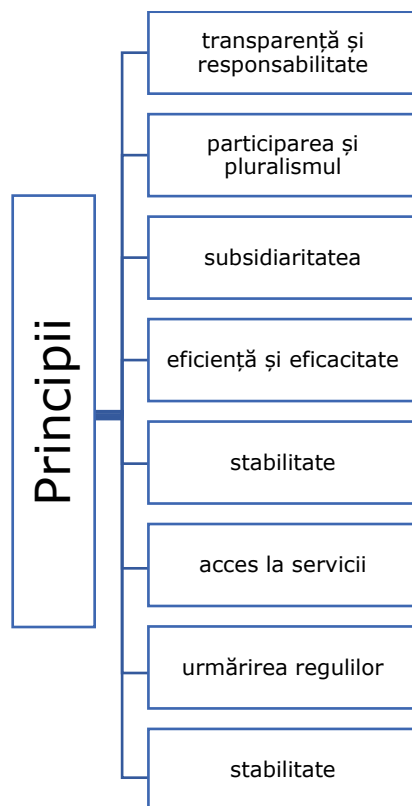 Principii
transparență și
responsabilitate
participarea și
pluralismul
subsidiaritatea
eficiență și eficacitate
stabilitate
acces la servicii
urmărirea regulilor
stabilitate